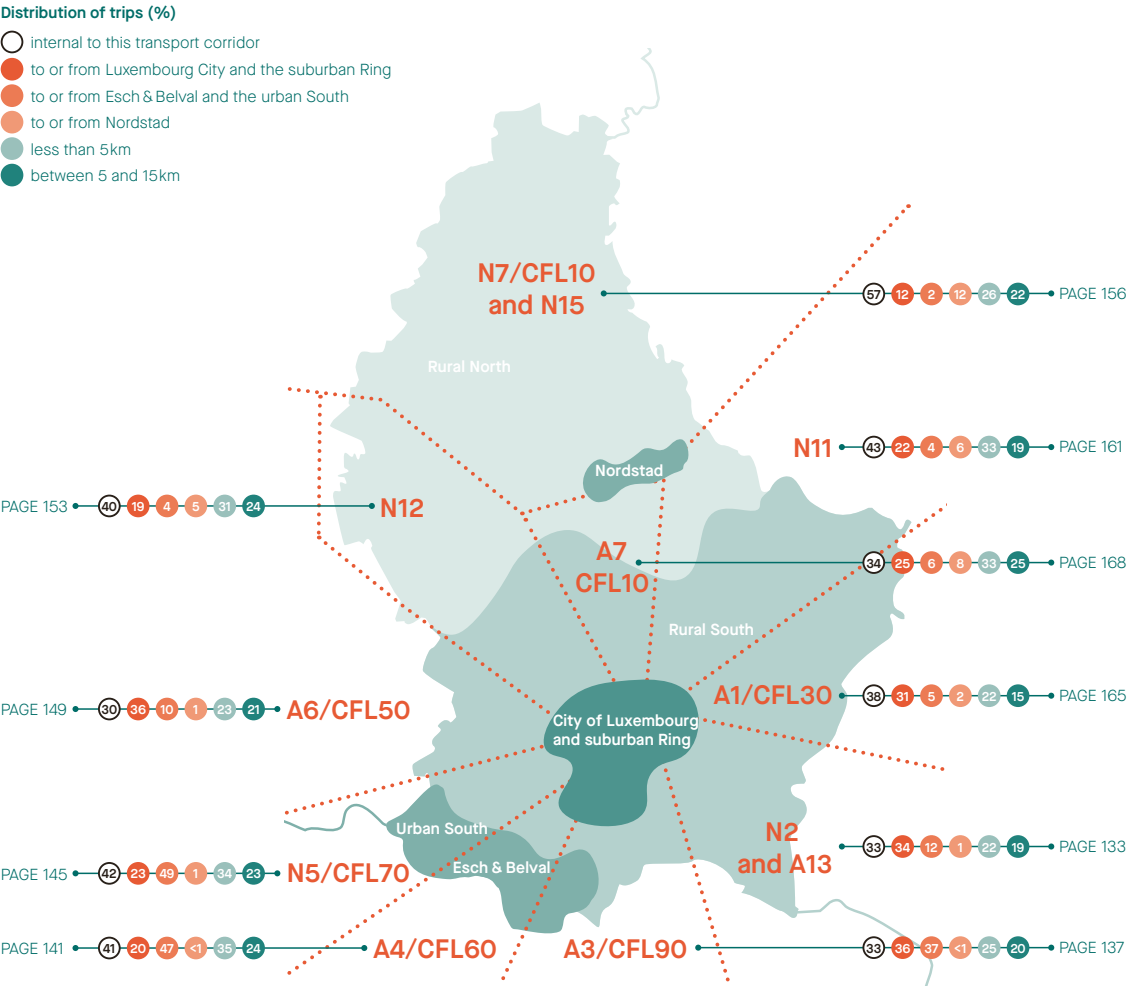 Distribution of trips (%)
internal to this transport corridor
to or from Luxembourg City and the suburban Ring
to or from Esch & Belval and the urban South
to or from Nordstad
less than 5 km
between 5 and 15 km
N7/CFL10
and N15
57 12 2 12 26 22 PAGE 156
Rural North
N11 43 22 4 6 33 19 PAGE 161
Nordstad
PAGE 153 40 19 4 5 31 24 N12
A7
CFL10
34 25 6 8 33 25 PAGE 168
Rural South
A1/CFL30 38 31 5 2 22 15 PAGE 165
PAGE 149 30 36 10 1 23 21 A6/CFL50
City of Luxembourg
and suburban Ring
Urban South
Esch & Belval
N2
and A13
33 34 12 1 22 19 PAGE 133
PAGE 145 42 23 49 1 34 23 N5/CFL70
PAGE 141 41 20 47 <1 35 24 A4/CFL60
A3/CFL90 33 36 37 <1 25 20 PAGE 137